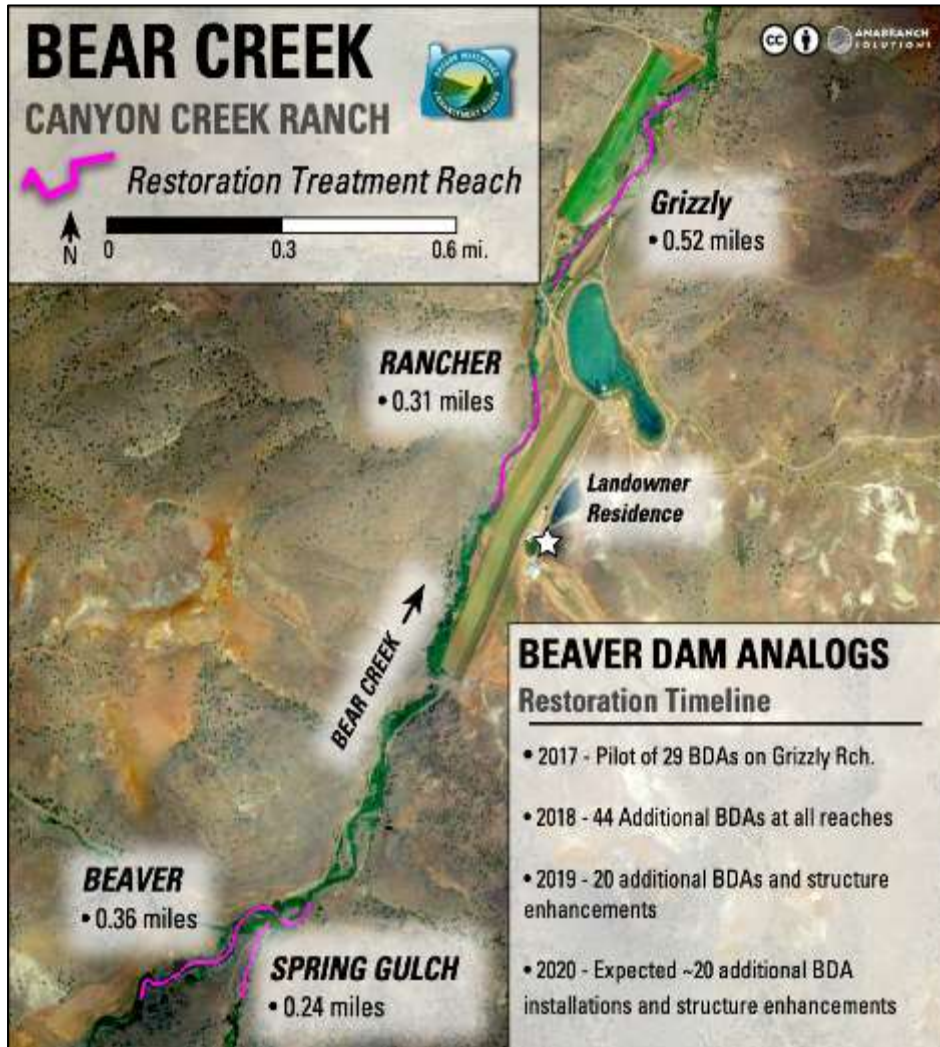 BEAR CREEK
CANYON CREEK RANCH
Restoration Treatment Reach
N
0 0.3 0.6 mi.
cc
ANABRANCH
SOLUTIONS
Grizzly
• 0.52 miles
RANCHER
• 0.31 miles
Landowner
Residence
BEAR CREEK
BEAVER
• 0.36 miles
SPRING GULCH
• 0.24 miles
BEAVER DAM ANALOGS
Restoration Timeline
• 2017 - Pilot of 29 BDAs on Grizzly Rch.
• 2018 - 44 Additional BDAs at all reaches
• 2019 - 20 additional BDAs and structure
enhancements
• 2020 - Expected ~20 additional BDA
installations and structure enhancements